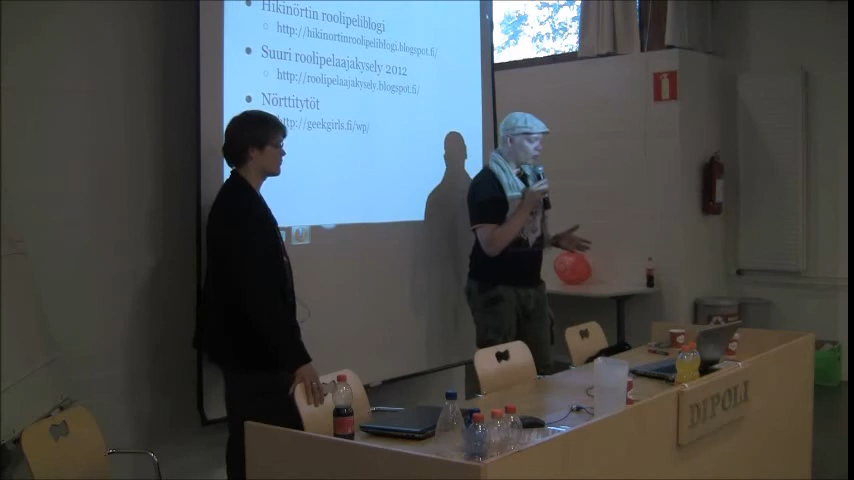 Hikinörtin roolipeliblogi
http://hikinortinroolipeliblogi.blogspot.fi/
Suuri roolipelaajakysely 2012
http://roolipelaajakysely.blogspot.fi/
Nörttitytöt
http://geekgirls.fi/wp/
DIPOLI